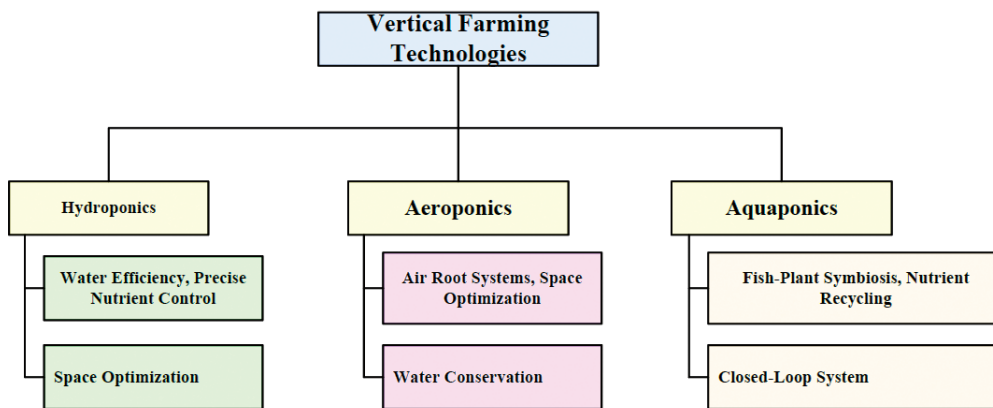 Vertical Farming
Technologies
Hydroponics
Aeroponics
Aquaponics
Water Efficiency, Precise
Nutrient Control
Air Root Systems, Space
Optimization
Fish-Plant Symbiosis, Nutrient
Recycling
Space Optimization
Water Conservation
Closed-Loop System